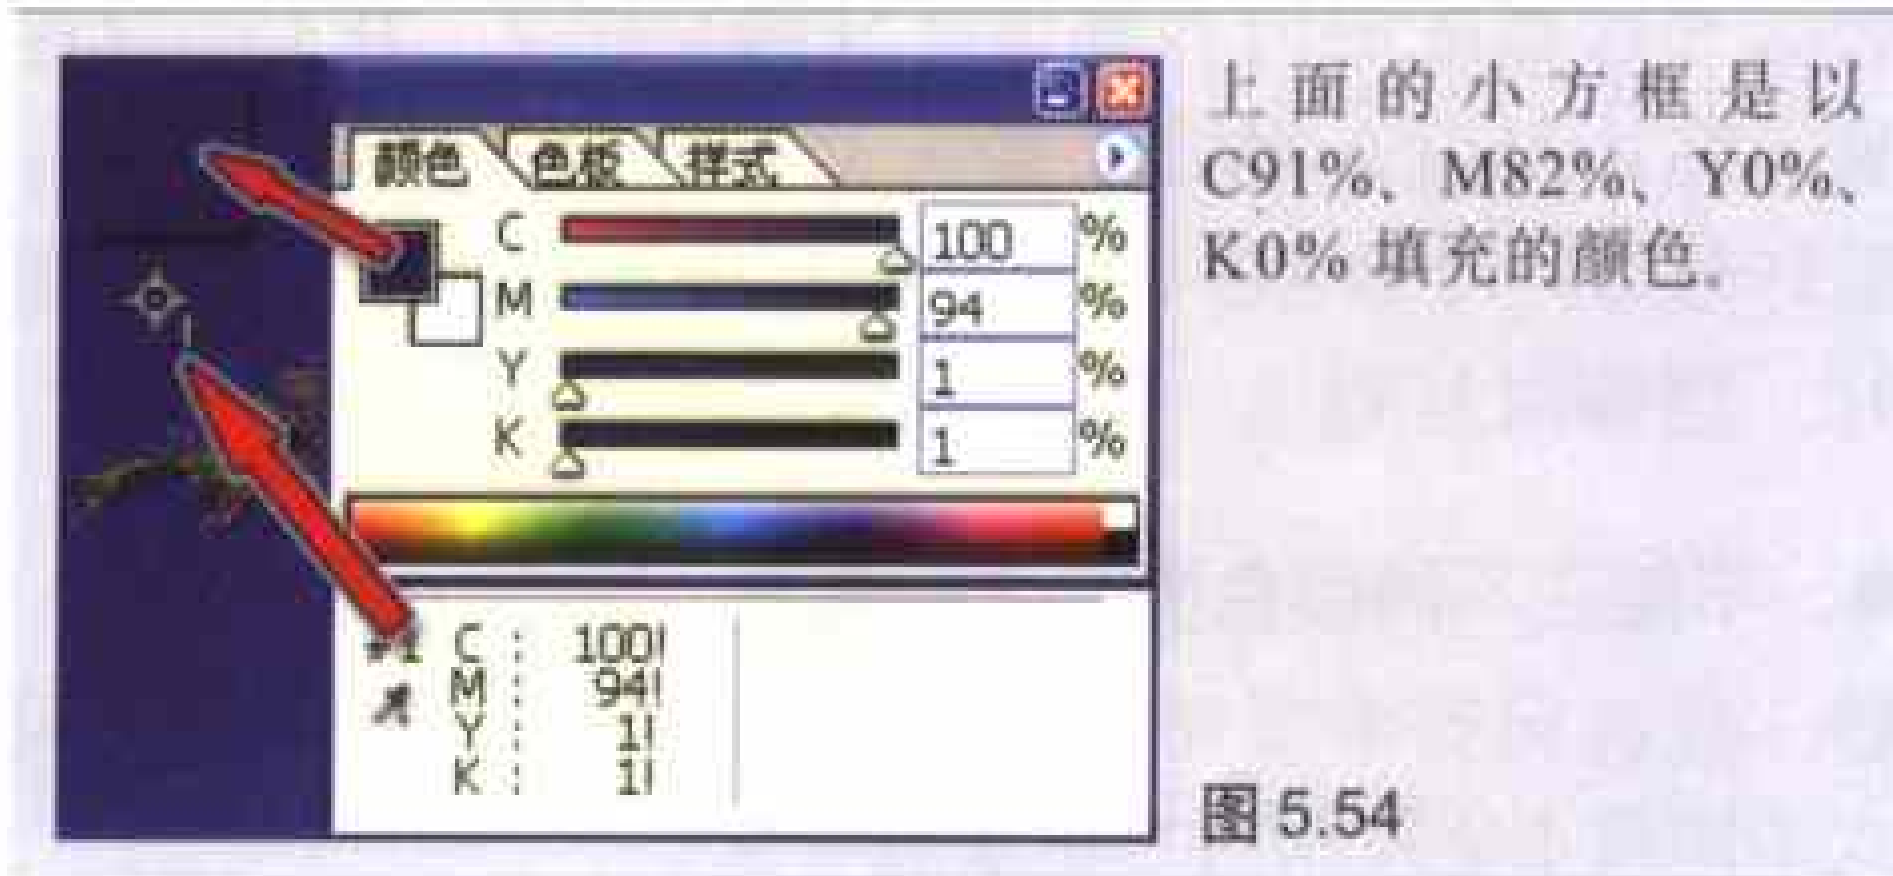 颜色 色板 样式
C 100 %
M 94 %
Y 1 %
K 1 %
C : 100!
M : 94!
Y : 1!
K : 1!
上面的小方框是以
C91%、M82%、Y0%、
K0% 填充的颜色。
图 5.54